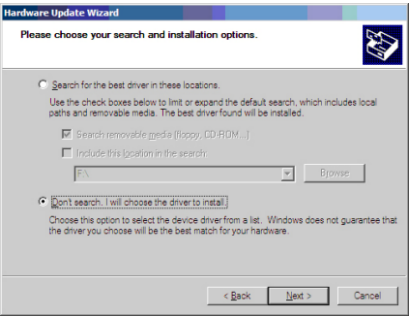 Hardware Update Wizard
Please choose your search and installation options.
Search for the best driver in these locations.
Use the check boxes below to limit or expand the default search, which includes local
paths and removable media. The best driver found will be installed.
Search removable media (floppy, CD-ROM...)
Include this location in the search:
F:\
Browse
Don't search. I will choose the driver to install.
Choose this option to select the device driver from a list. Windows does not guarantee that
the driver you choose will be the best match for your hardware.
< Back
Next >
Cancel